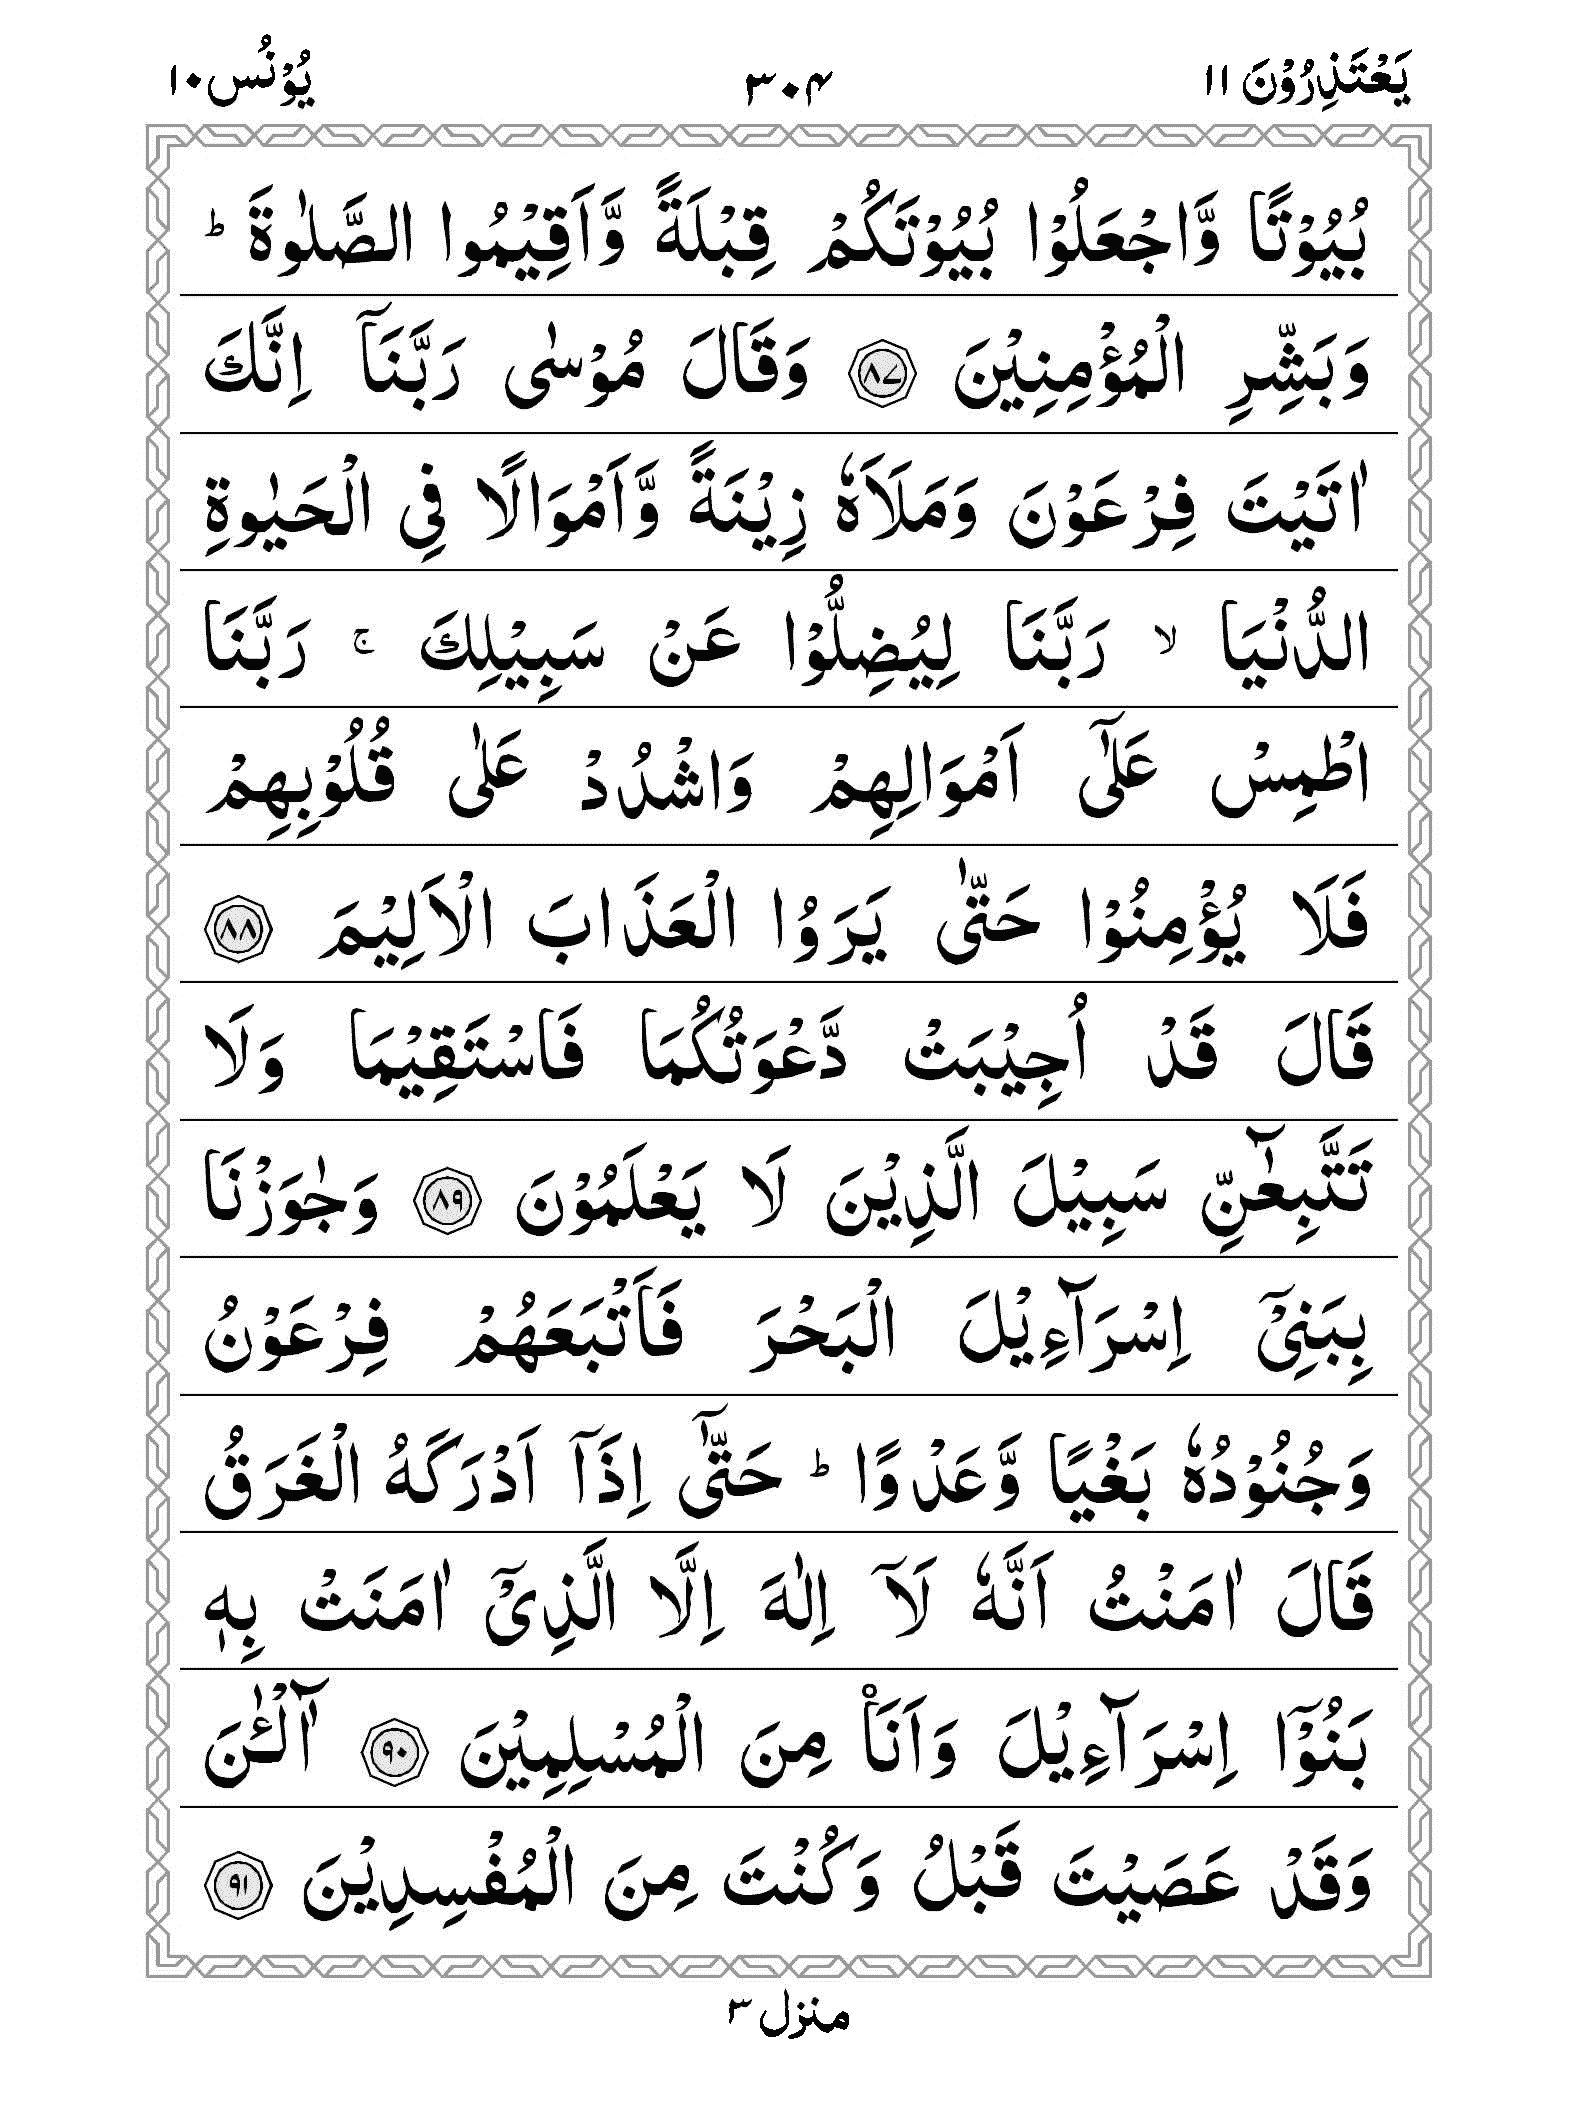 يَعْتَذِرُوْنَ ١١ ٣٠۴ يُوْنُس ١٠
بُيُوْتًا وَّاجْعَلُوْا بُيُوْتَكُمْ قِبْلَةً وَّاَقِيْمُوا الصَّلٰوةَ ؕ
وَبَشِّرِ الْمُؤْمِنِيْنَ ٨٧ وَقَالَ مُوْسٰى رَبَّنَاۤ اِنَّكَ
اٰتَيْتَ فِرْعَوْنَ وَمَلَاَهٗ زِيْنَةً وَّاَمْوَالًا فِى الْحَيٰوةِ
الدُّنْيَا ۙ رَبَّنَا لِيُضِلُّوْا عَنْ سَبِيْلِكَ ۚ رَبَّنَا
اطْمِسْ عَلٰٓى اَمْوَالِهِمْ وَاشْدُدْ عَلٰى قُلُوْبِهِمْ
فَلَا يُؤْمِنُوْا حَتّٰى يَرَوُا الْعَذَابَ الْاَلِيْمَ ٨٨
قَالَ قَدْ اُجِيْبَتْ دَّعْوَتُكُمَا فَاسْتَقِيْمَا وَلَا
تَتَّبِعٰٓنِّ سَبِيْلَ الَّذِيْنَ لَا يَعْلَمُوْنَ ٨٩ وَجٰوَزْنَا
بِبَنِىْۤ اِسْرَآءِيْلَ الْبَحْرَ فَاَتْبَعَهُمْ فِرْعَوْنُ
وَجُنُوْدُهٗ بَغْيًا وَّعَدْوًا ؕ حَتّٰٓى اِذَاۤ اَدْرَكَهُ الْغَرَقُ
قَالَ اٰمَنْتُ اَنَّهٗ لَاۤ اِلٰهَ اِلَّا الَّذِىْۤ اٰمَنَتْ بِهٖ
بَنُوْۤا اِسْرَآءِيْلَ وَاَنَا۟ مِنَ الْمُسْلِمِيْنَ ٩٠ آٰلْـٰٔنَ
وَقَدْ عَصَيْتَ قَبْلُ وَكُنْتَ مِنَ الْمُفْسِدِيْنَ ٩١
منزل ٣